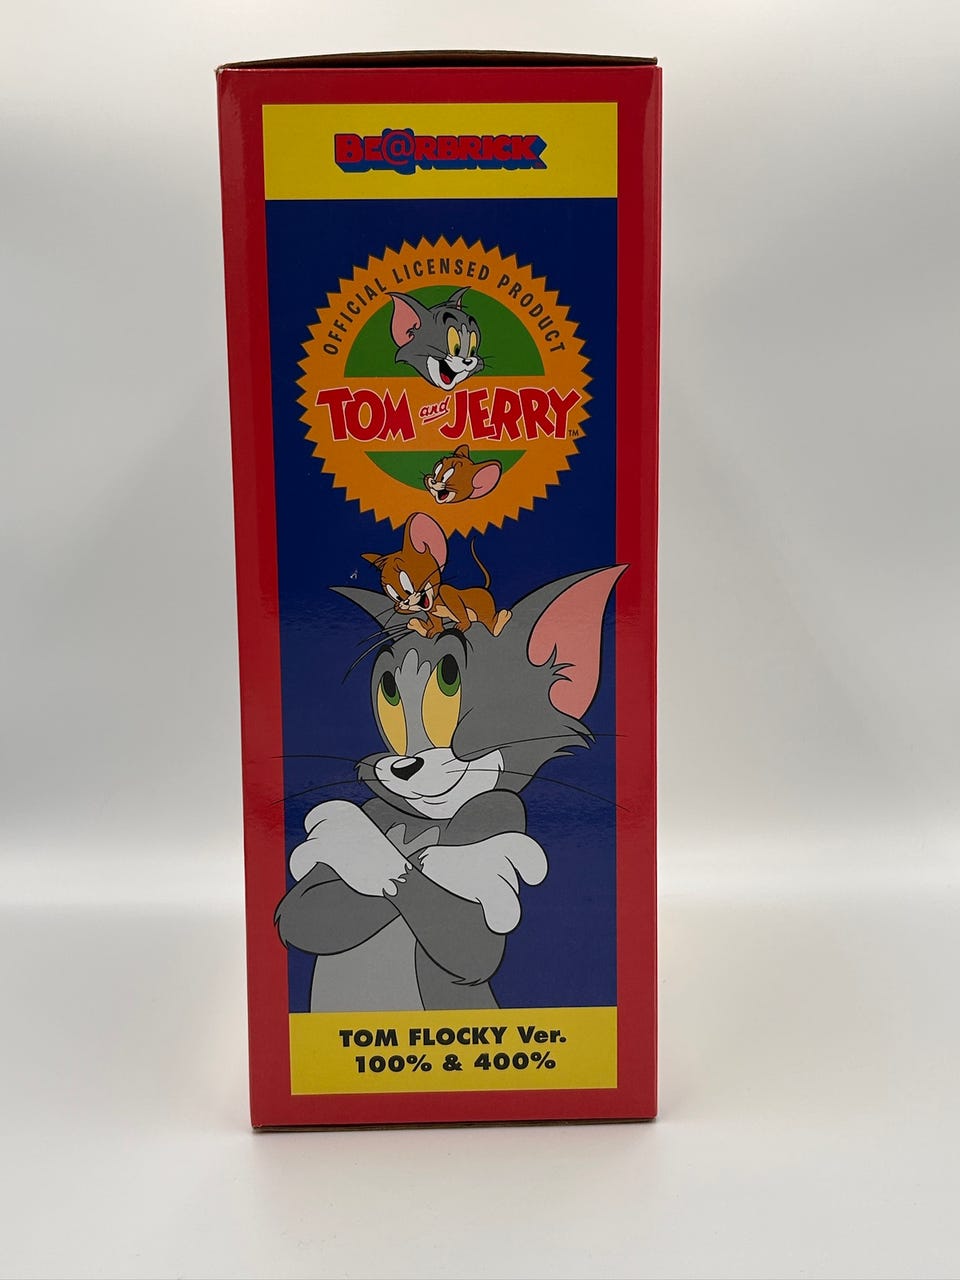 BE@RBRICK
OFFICIAL LICENSED PRODUCT
TOM and JERRY™
TOM FLOCKY Ver.
100% & 400%